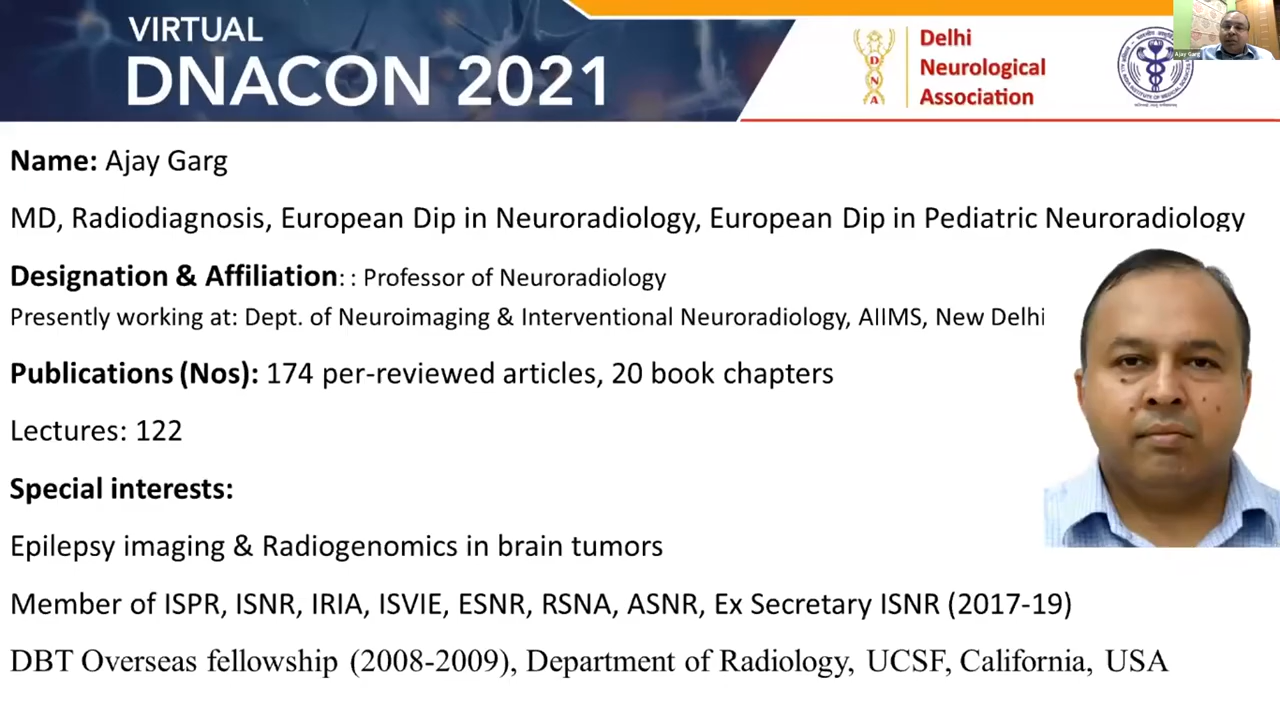 VIRTUAL
DNACON 2021
D
N
A
Delhi
Neurological
Association
Ajay Garg
Name: Ajay Garg
MD, Radiodiagnosis, European Dip in Neuroradiology, European Dip in Pediatric Neuroradiology
Designation & Affiliation: : Professor of Neuroradiology
Presently working at: Dept. of Neuroimaging & Interventional Neuroradiology, AIIMS, New Delhi
Publications (Nos): 174 per-reviewed articles, 20 book chapters
Lectures: 122
Special interests:
Epilepsy imaging & Radiogenomics in brain tumors
Member of ISPR, ISNR, IRIA, ISVIE, ESNR, RSNA, ASNR, Ex Secretary ISNR (2017-19)
DBT Overseas fellowship (2008-2009), Department of Radiology, UCSF, California, USA